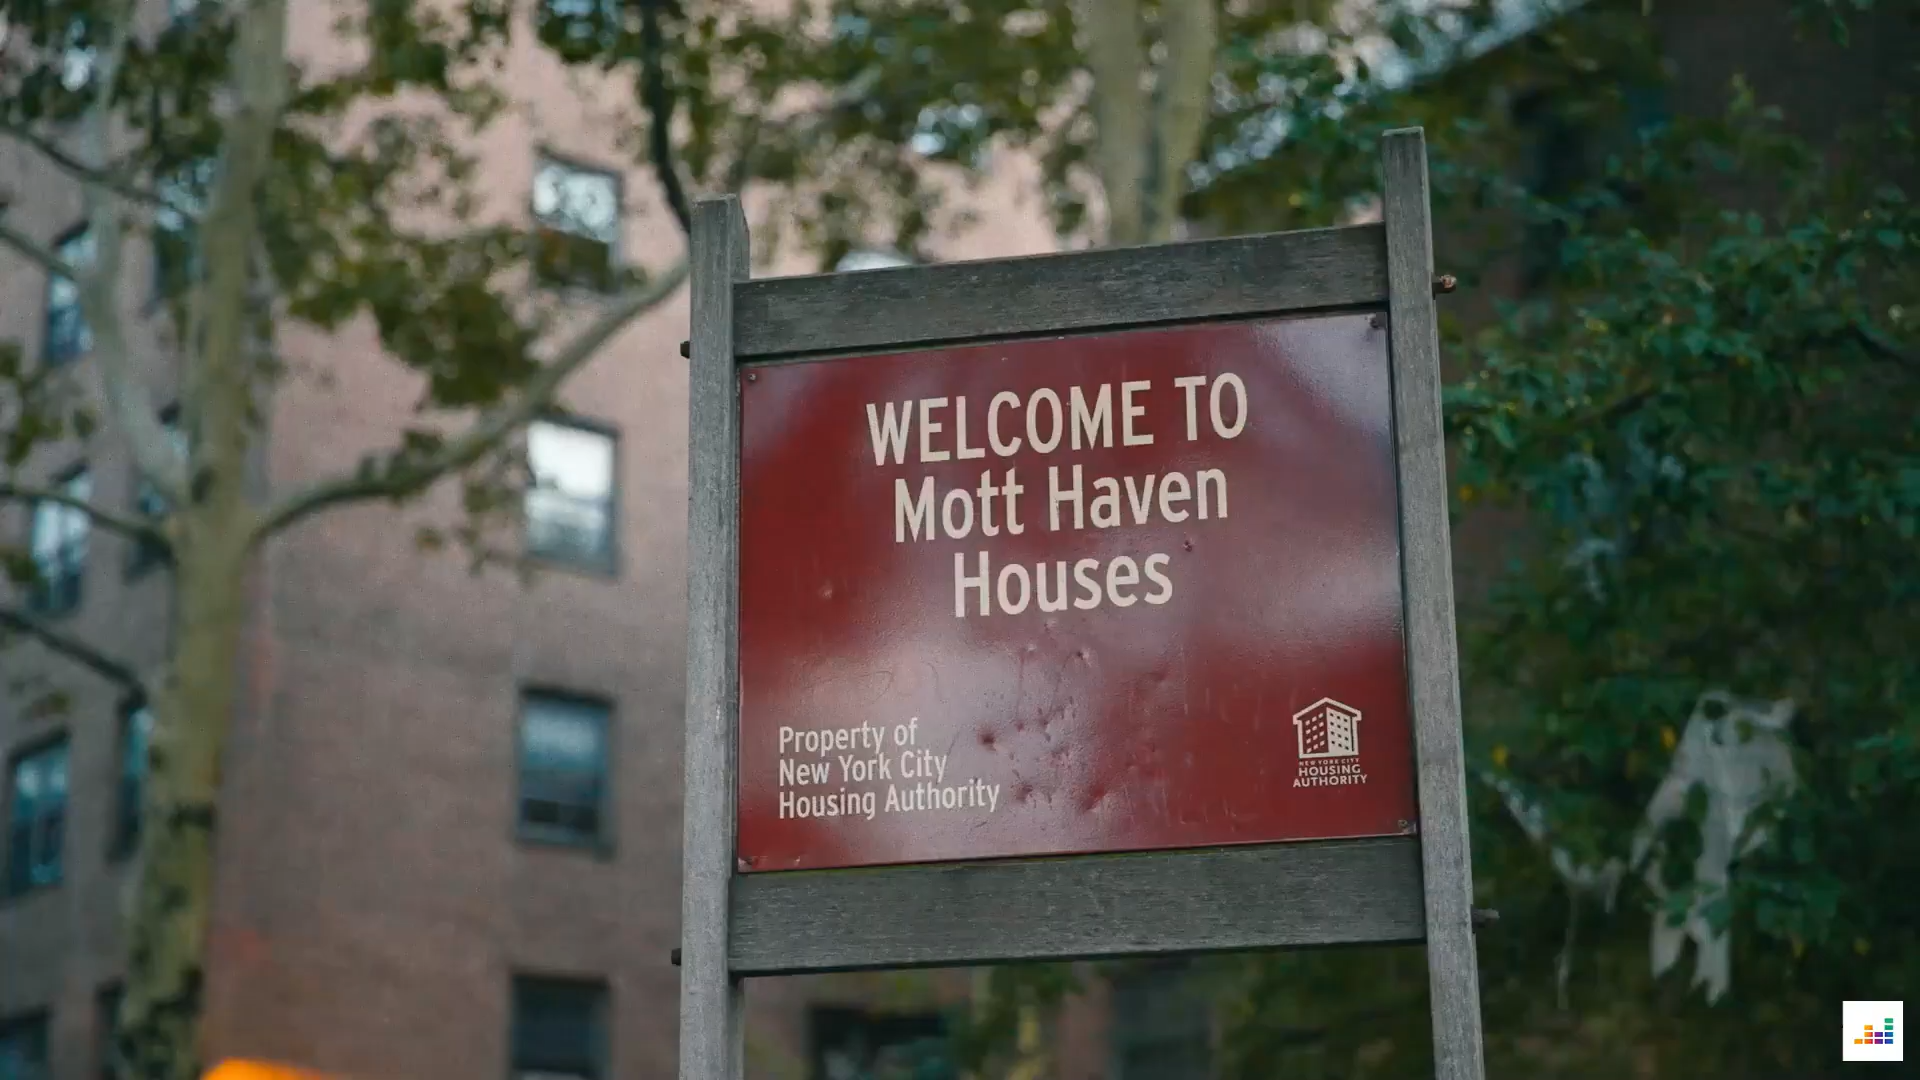 WELCOME TO
Mott Haven
Houses
Property of
New York City
Housing Authority
NEW YORK CITY
HOUSING
AUTHORITY